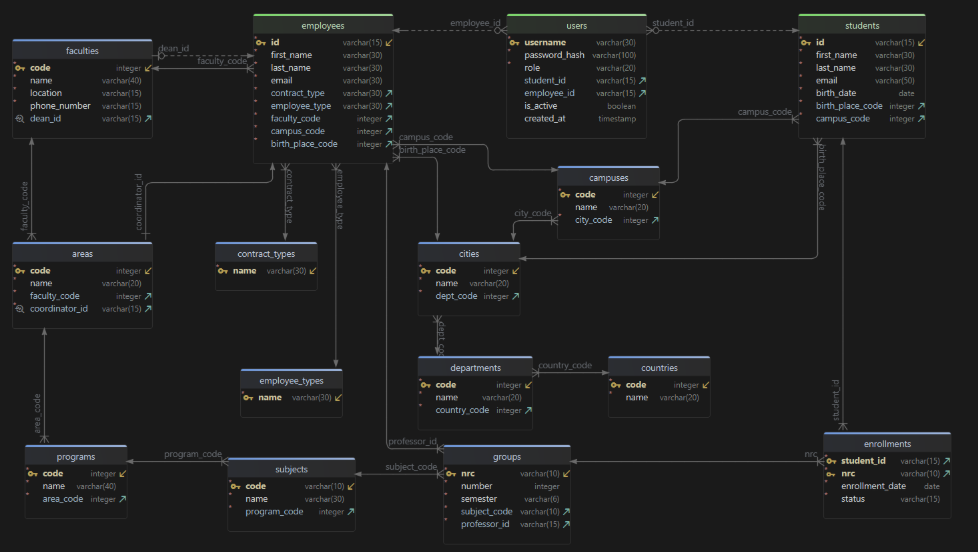 employees
id varchar(15)
first_name varchar(30)
last_name varchar(30)
email varchar(30)
contract_type varchar(30)
employee_type varchar(30)
faculty_code integer
campus_code integer
birth_place_code integer
users
username varchar(30)
password_hash varchar(100)
role varchar(20)
student_id varchar(15)
employee_id varchar(15)
is_active boolean
created_at timestamp
students
id varchar(15)
first_name varchar(30)
last_name varchar(30)
email varchar(50)
birth_date date
birth_place_code integer
campus_code integer
employee_id
student_id
dean_id
faculty_code
faculties
code integer
name varchar(40)
location varchar(15)
phone_number varchar(15)
dean_id varchar(15)
campus_code
birth_place_code
campus_code
birth_place_code
campuses
code integer
name varchar(20)
city_code integer
city_code
faculty_code
coordinator_id
contract_type
employee_type
areas
code integer
name varchar(20)
faculty_code integer
coordinator_id varchar(15)
contract_types
name varchar(30)
cities
code integer
name varchar(20)
dept_code integer
employee_types
name varchar(30)
departments
code integer
name varchar(20)
country_code integer
country_code
countries
code integer
name varchar(20)
area_code
student_id
programs
code integer
name varchar(40)
area_code integer
program_code
subjects
code varchar(10)
name varchar(30)
program_code integer
subject_code
professor_id
groups
nrc varchar(10)
number integer
semester varchar(6)
subject_code varchar(10)
professor_id varchar(15)
nrc
enrollments
student_id varchar(15)
nrc varchar(10)
enrollment_date date
status varchar(15)